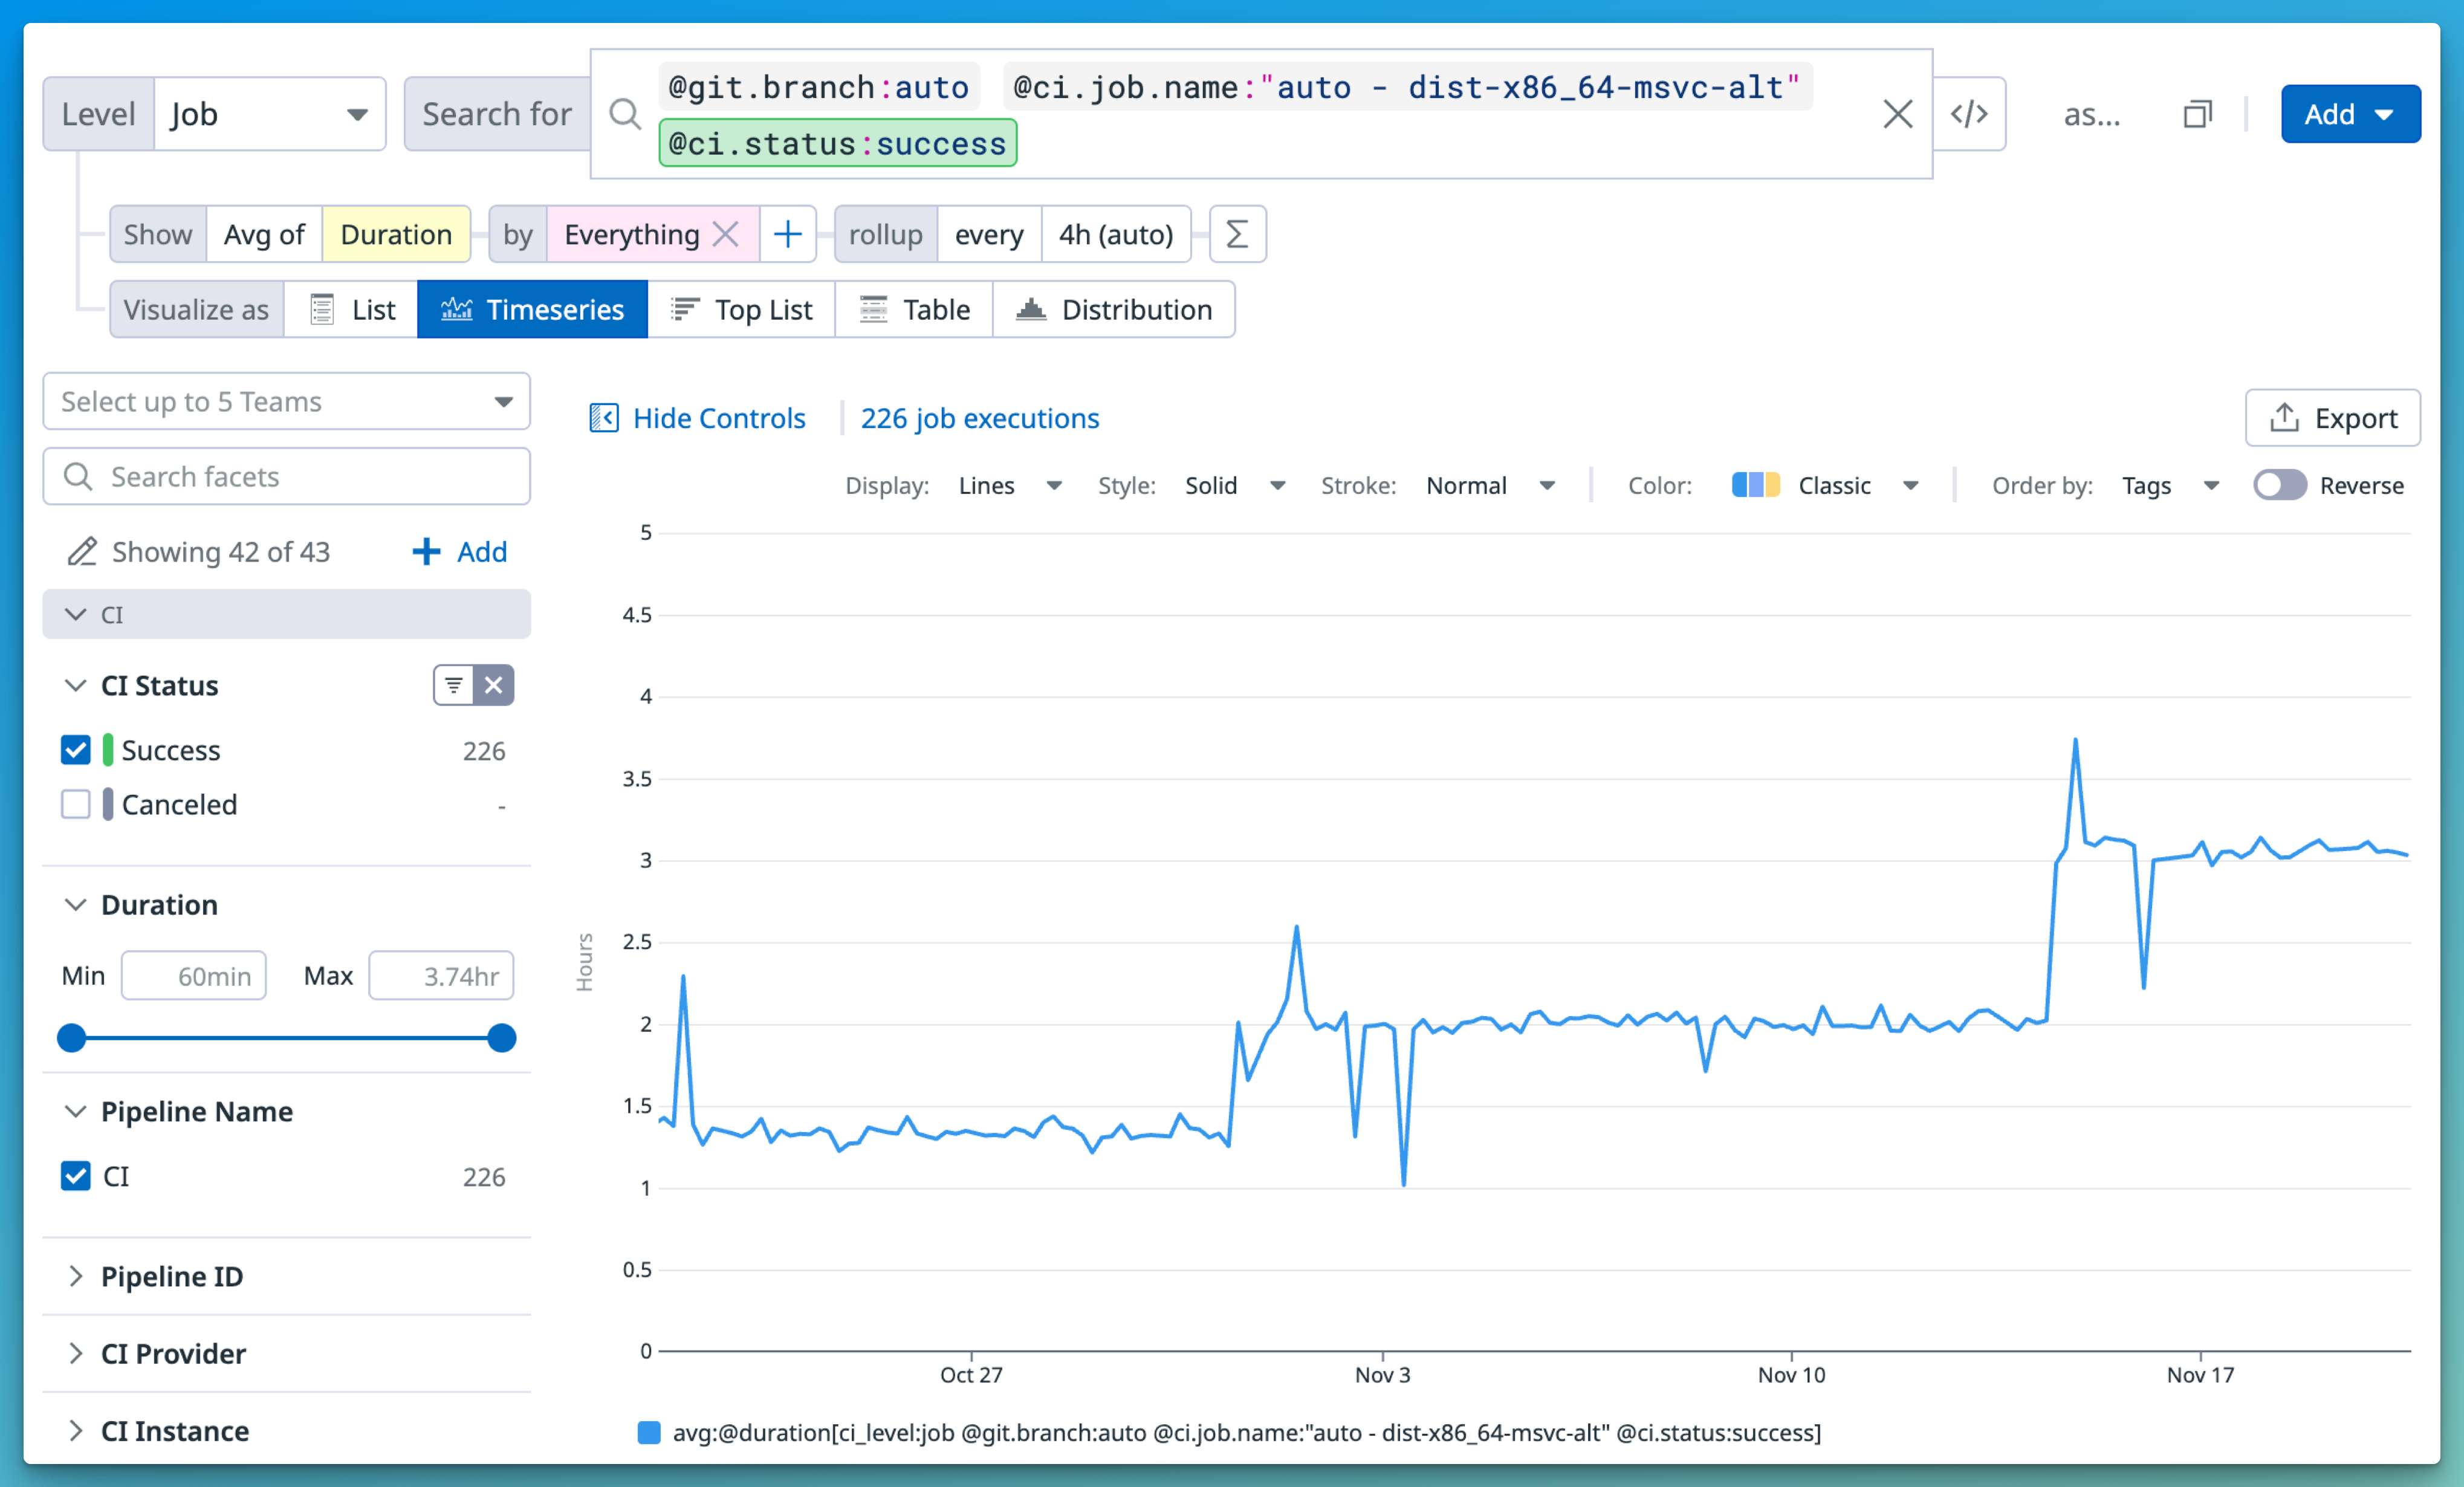 Level Job Search for @git.branch:auto @ci.job.name:"auto - dist-x86_64-msvc-alt" </> as... Add
@ci.status:success
Show Avg of Duration by Everything rollup every 4h (auto) Σ
Visualize as List Timeseries Top List Table Distribution
Select up to 5 Teams
Search facets
Showing 42 of 43 Add
CI
CI Status
Success 226
Canceled -
Duration
Min 60min Max 3.74hr
Pipeline Name
CI 226
Pipeline ID
CI Provider
CI Instance
Hide Controls 226 job executions Export
Display: Lines Style: Solid Stroke: Normal Color: Classic Order by: Tags Reverse
5
4.5
4
3.5
3
2.5
2
1.5
1
0.5
0
Hours
Oct 27 Nov 3 Nov 10 Nov 17
avg:@duration[ci_level:job @git.branch:auto @ci.job.name:"auto - dist-x86_64-msvc-alt" @ci.status:success]